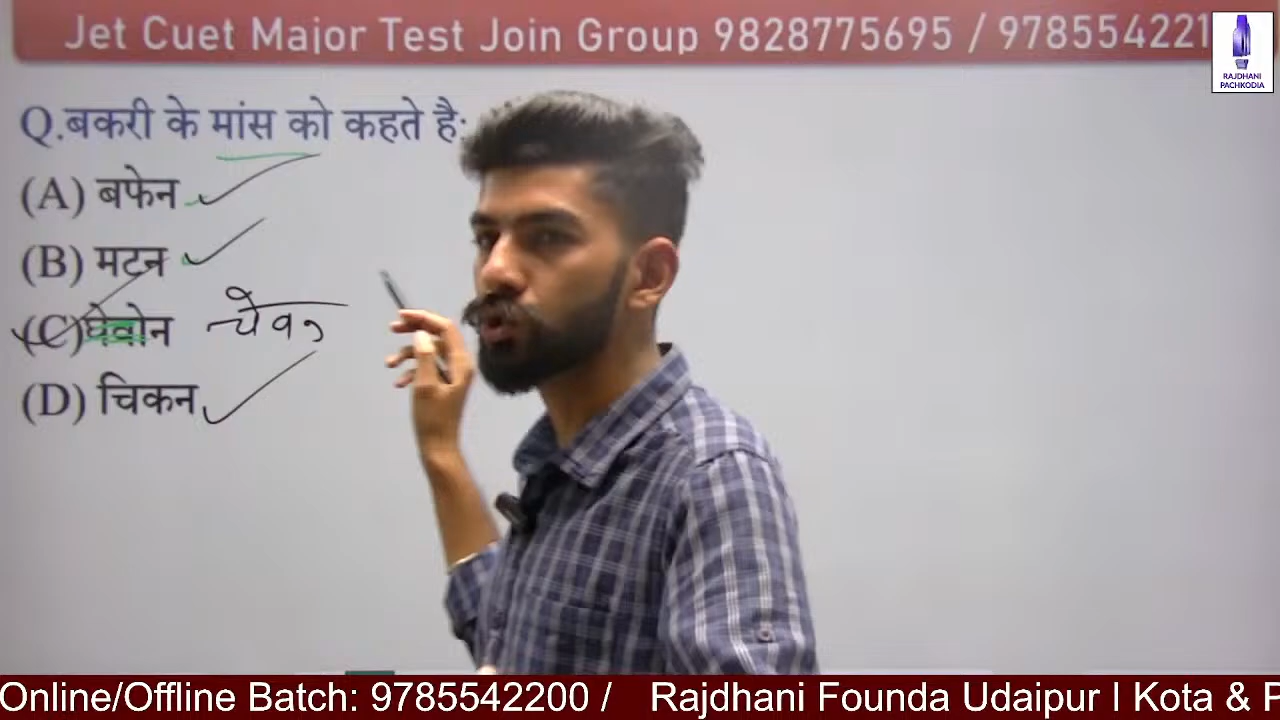 Jet Cuet Major Test Join Group 9828775695 / 978554221
RAJDHANI
PACHKODIA
Q.बकरी के मांस को कहते है:
(A) बफेन
(B) मटन
(C)घेवोन
(D) चिकन
Online/Offline Batch: 9785542200 / Rajdhani Founda Udaipur l Kota & P